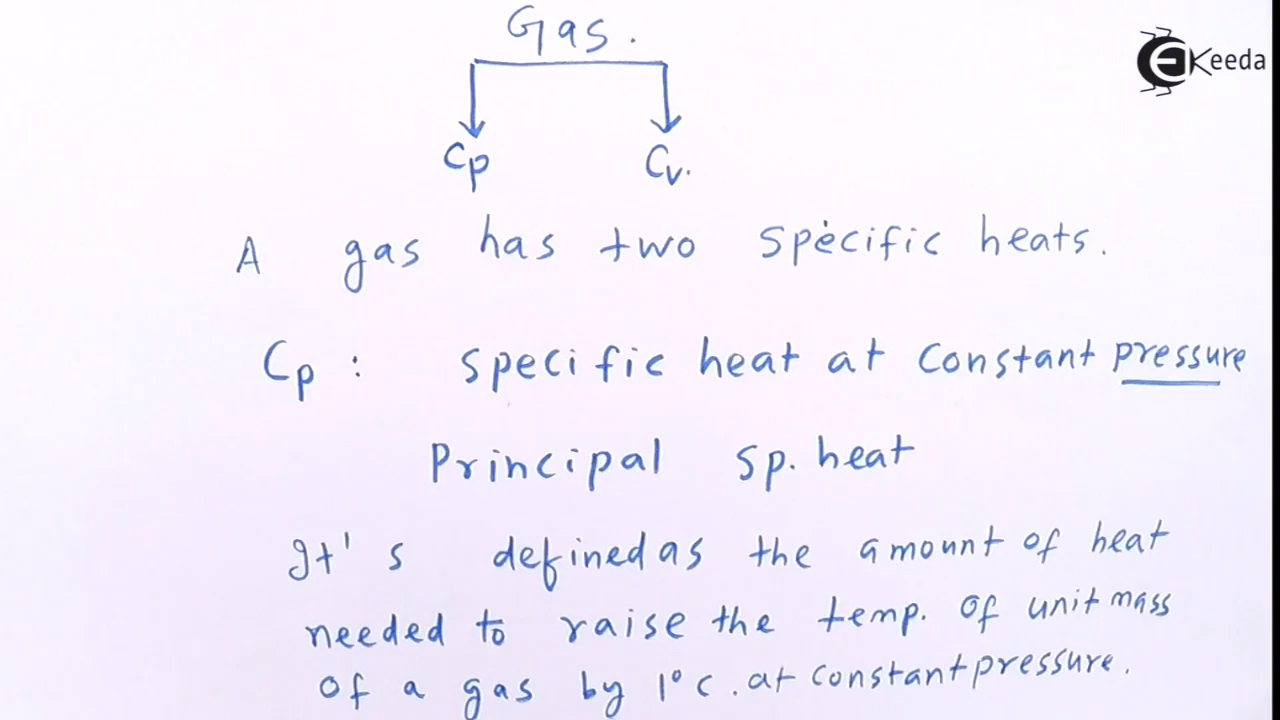 Gas.
EKeeda
Cp Cv.
A gas has two specific heats.
Cp : specific heat at constant pressure
Principal sp. heat
It's defined as the amount of heat
needed to raise the temp. of unit mass
of a gas by 1°c. at constant pressure.